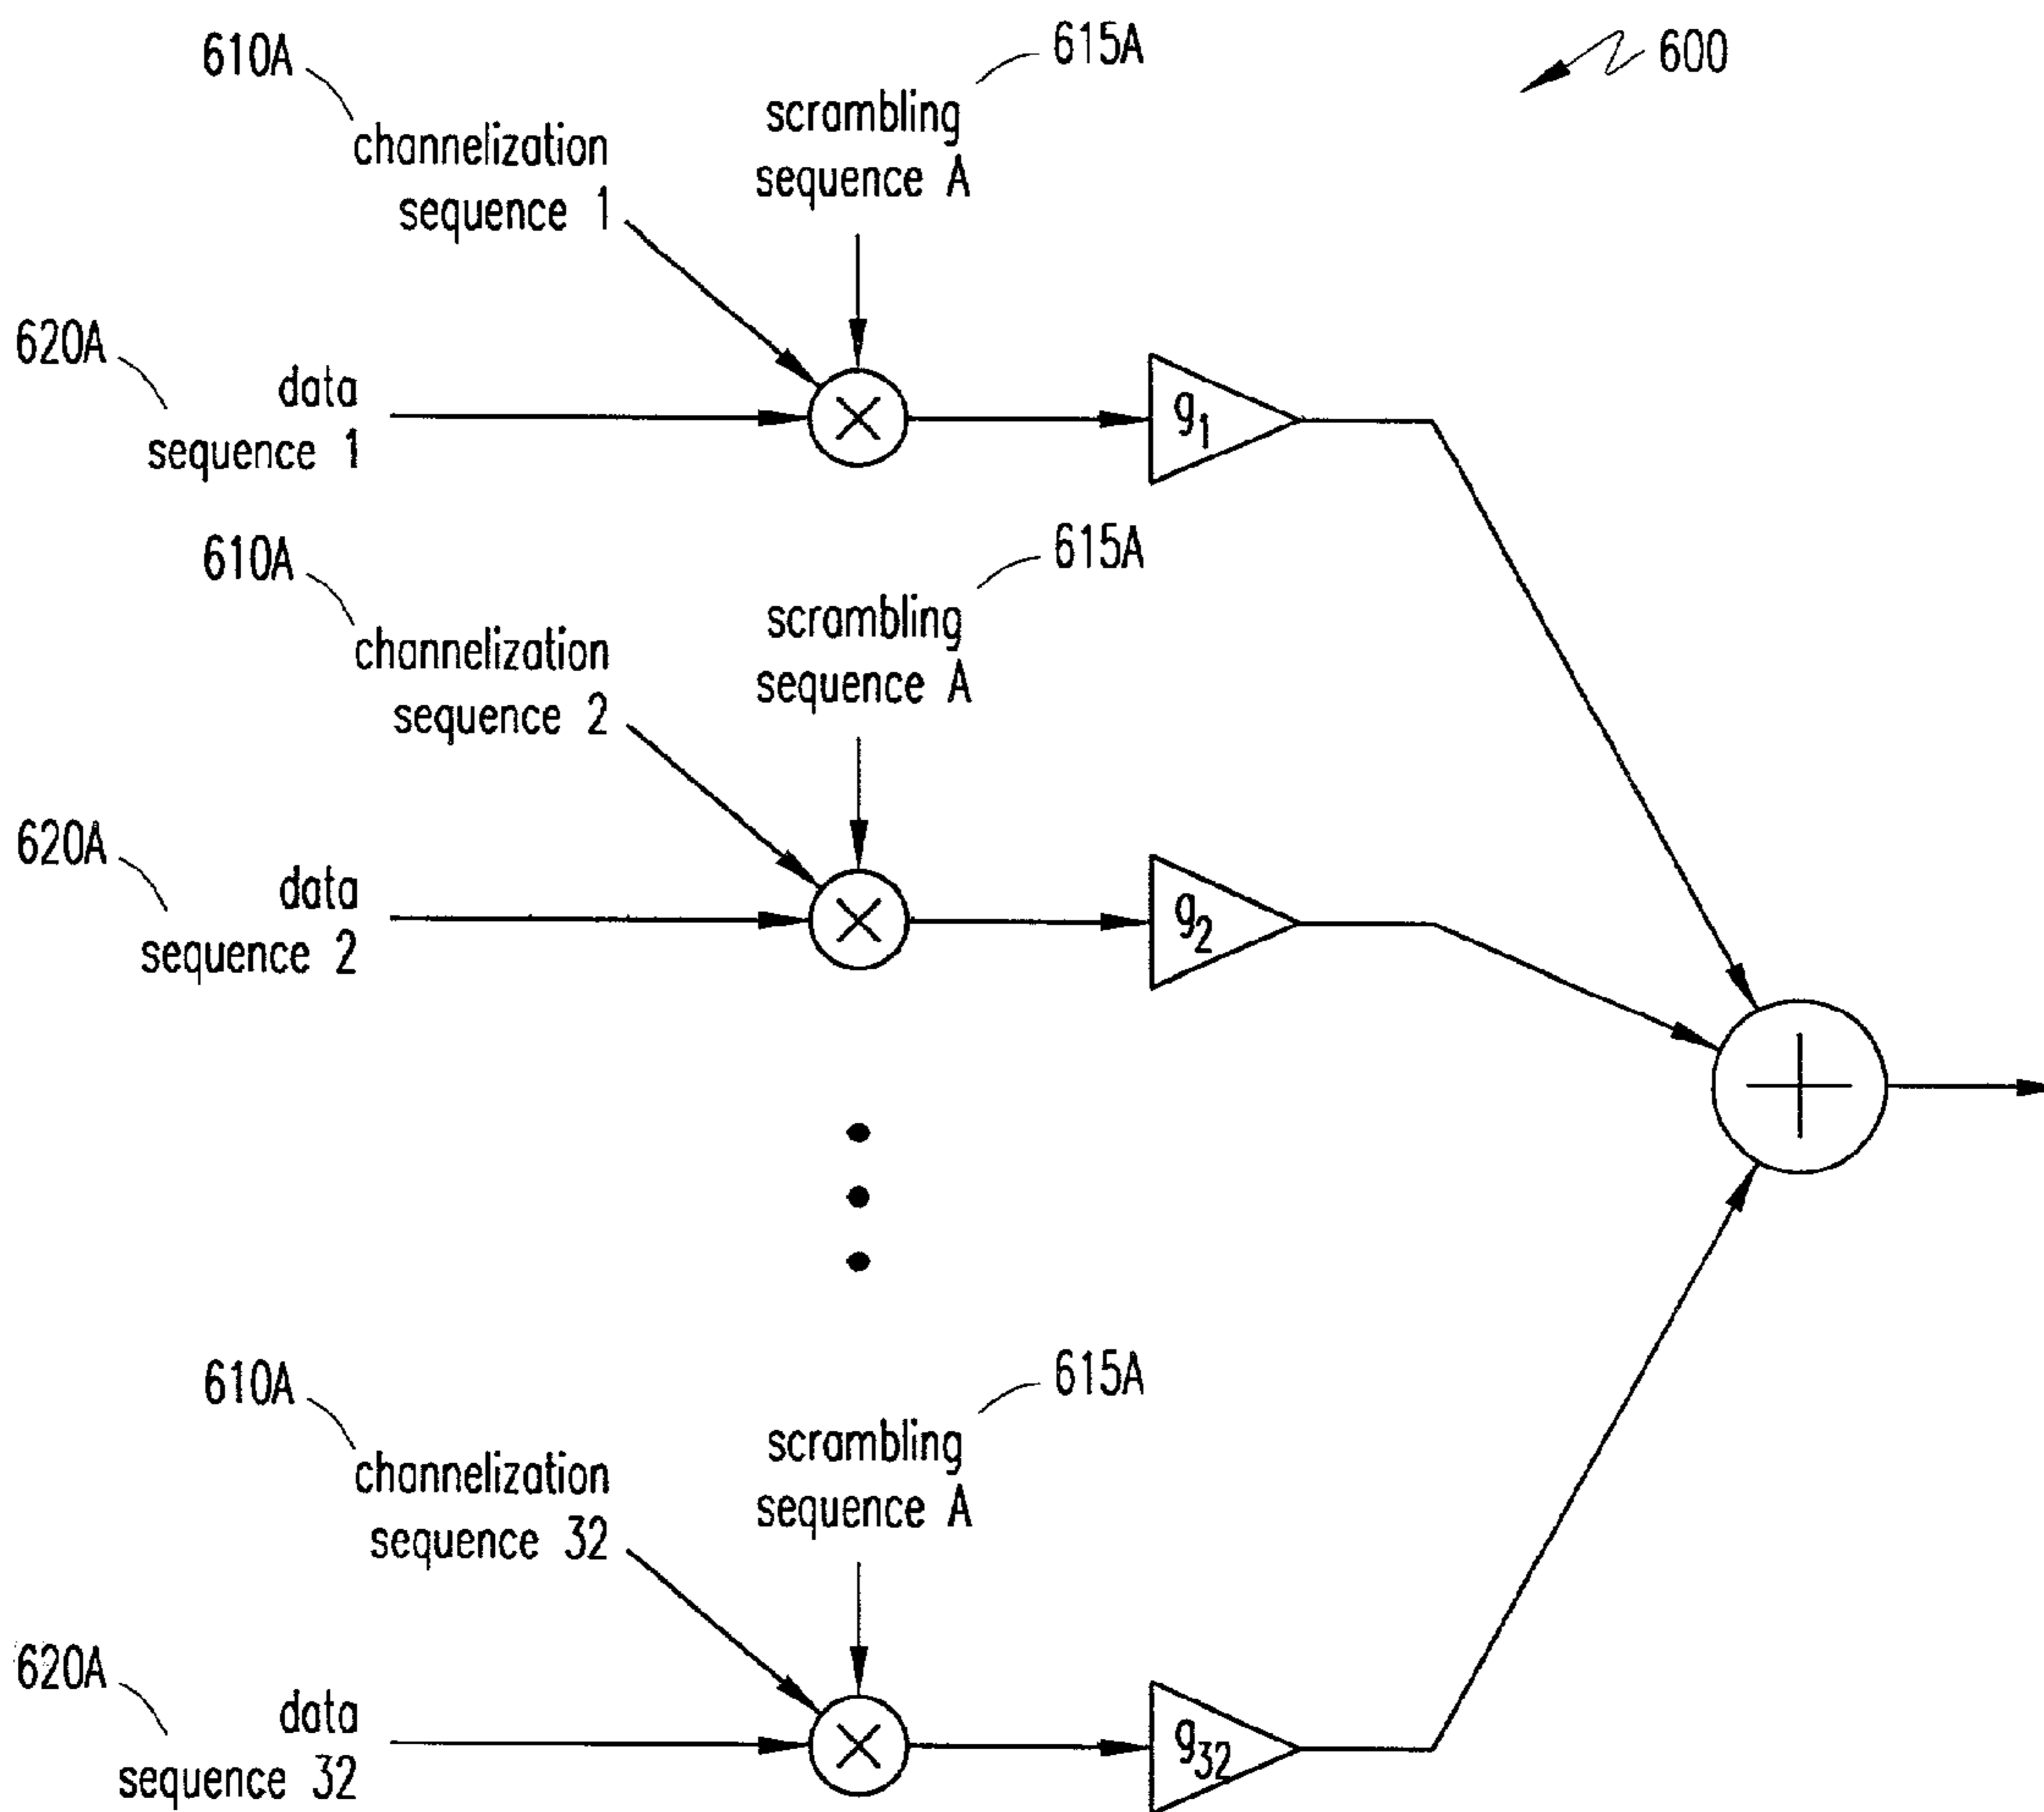 610A
615A
600
channelization
sequence 1
scrambling
sequence A
620A
data
sequence 1
g1
610A
615A
channelization
sequence 2
scrambling
sequence A
620A
data
sequence 2
g2
610A
615A
channelization
sequence 32
scrambling
sequence A
620A
data
sequence 32
g32